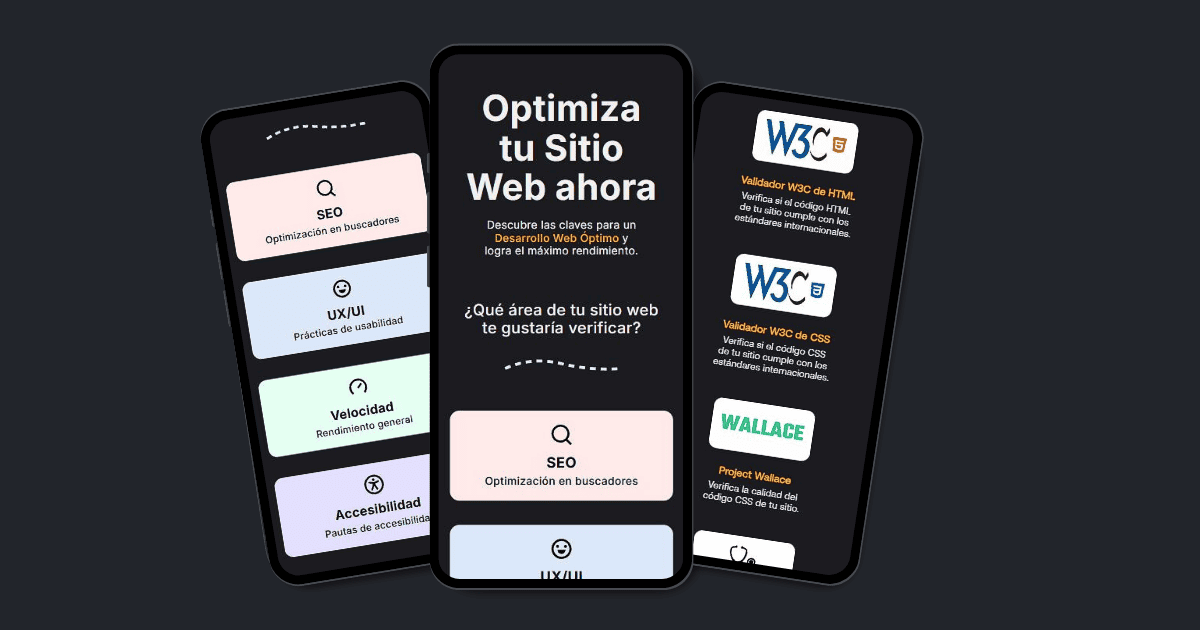 SEO
Optimización en buscadores
UX/UI
Prácticas de usabilidad
Velocidad
Rendimiento general
Accesibilidad
Pautas de
Optimiza
tu Sitio
Web ahora
Descubre las claves para un
Desarrollo Web Óptimo y
logra el máximo rendimiento.
¿Qué área de tu sitio web
te gustaría verificar?
SEO
Optimización en buscadores
UX/UI
W3C 5
Validador W3C de HTML
Verifica si el código HTML
de tu sitio cumple con los
estándares internacionales.
W3C 3
Validador W3C de CSS
Verifica si el código CSS
de tu sitio cumple con los
estándares internacionales.
WALLACE
Project Wallace
Verifica la calidad del
código CSS de tu sitio.